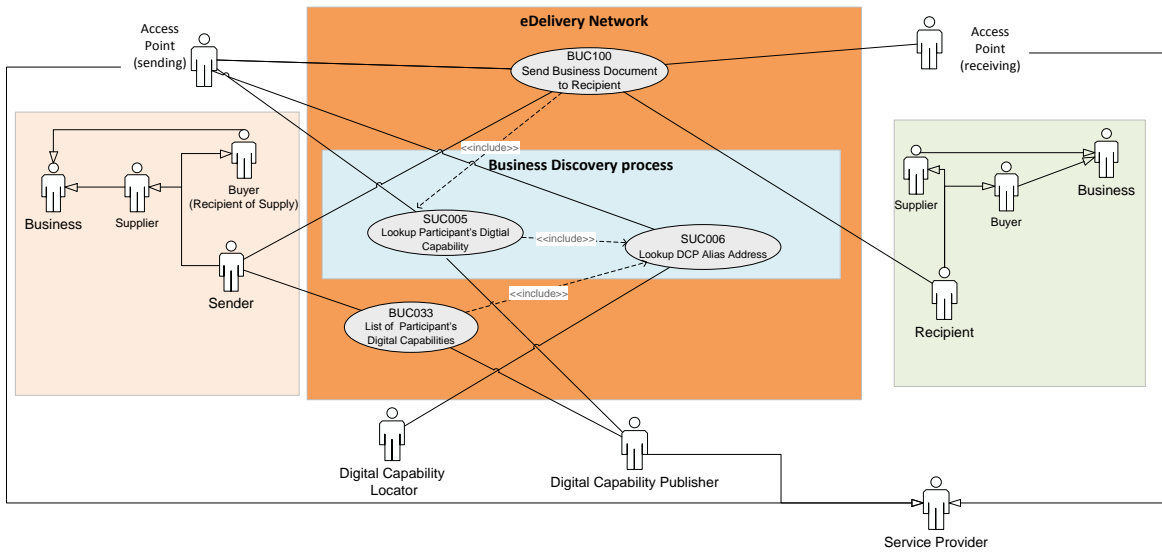 eDelivery Network
Access
Point
(sending)
Access
Point
(receiving)
BUC100
Send Business Document
to Recipient
<<include>>
Business Discovery process
Buyer
(Recipient of Supply)
Business
Supplier
Supplier
Buyer
Business
SUC005
Lookup Participant's Digtial
Capability
<<include>>
SUC006
Lookup DCP Alias Address
Sender
<<include>>
BUC033
List of Participant's
Digital Capabilities
Recipient
Digital Capability
Locator
Digital Capability Publisher
Service Provider